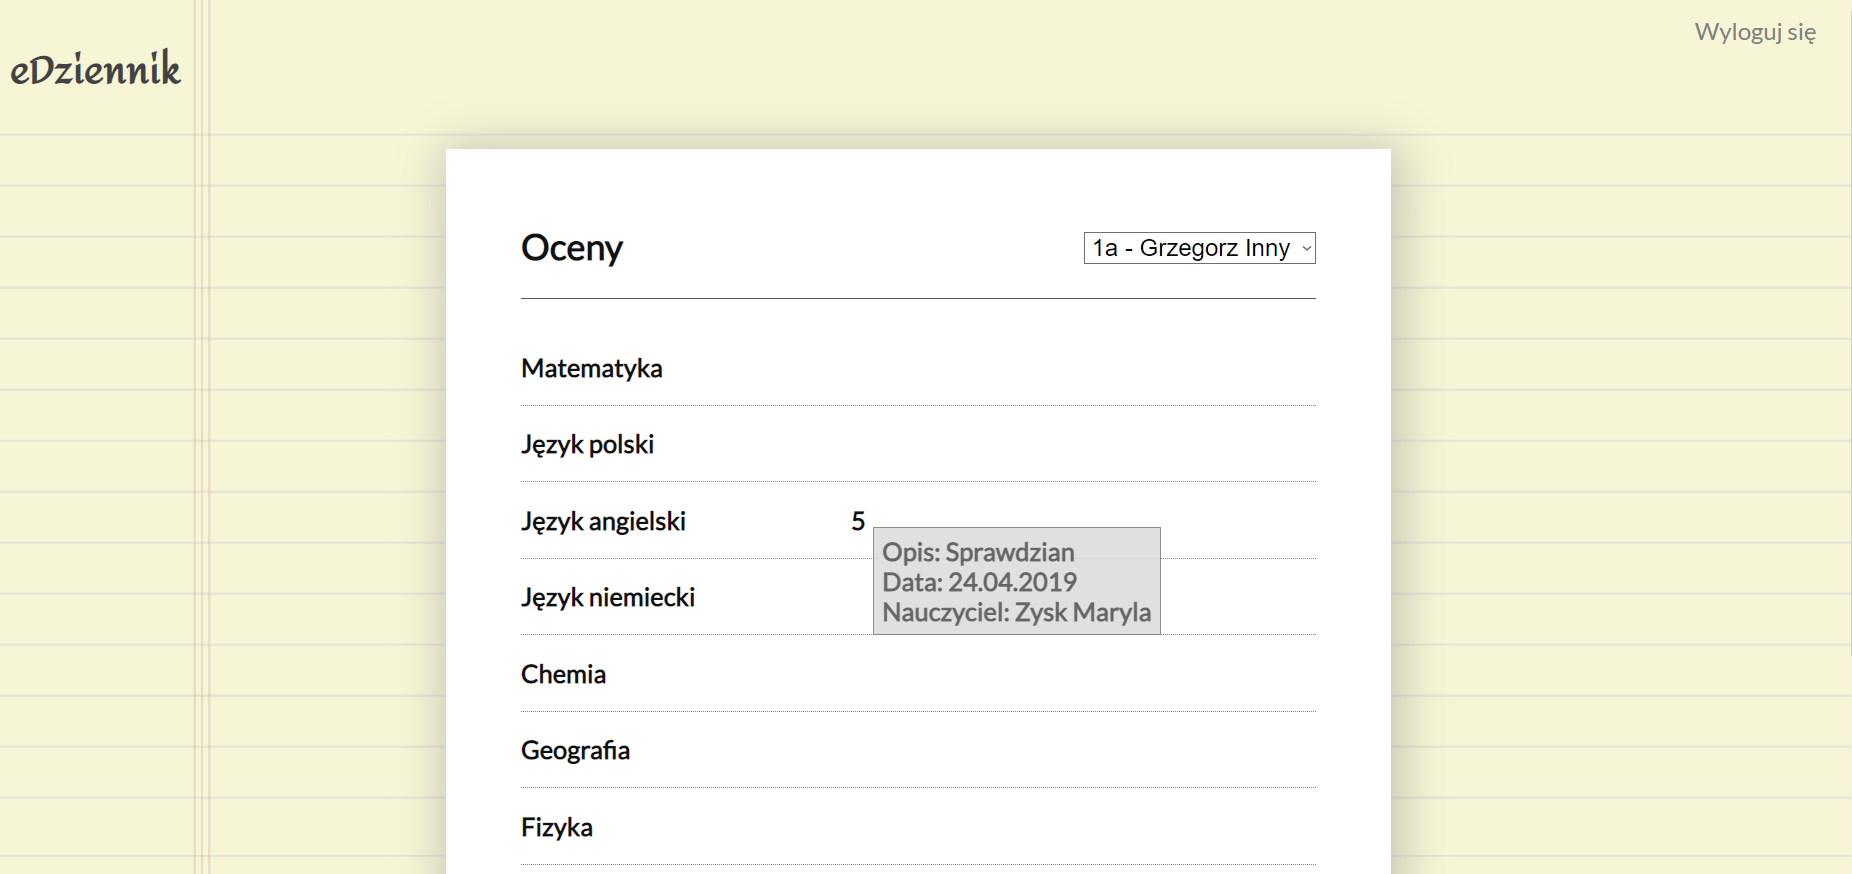 Wyloguj się
eDziennik
Oceny
1a - Grzegorz Inny
Matematyka
Język polski
Język angielski 5
Opis: Sprawdzian
Data: 24.04.2019
Język niemiecki
Nauczyciel: Zysk Maryla
Chemia
Geografia
Fizyka